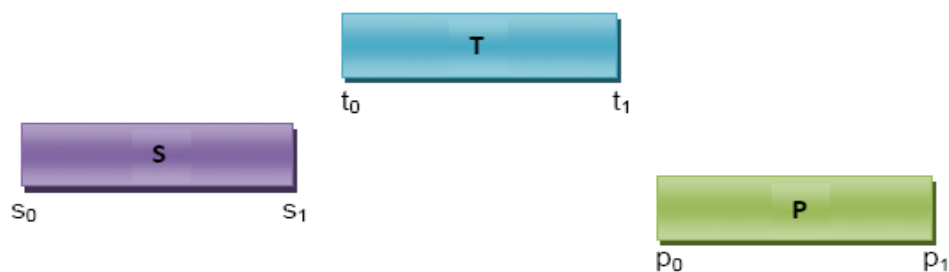 T
t₀ t₁
S
s₀ s₁
P
p₀ p₁